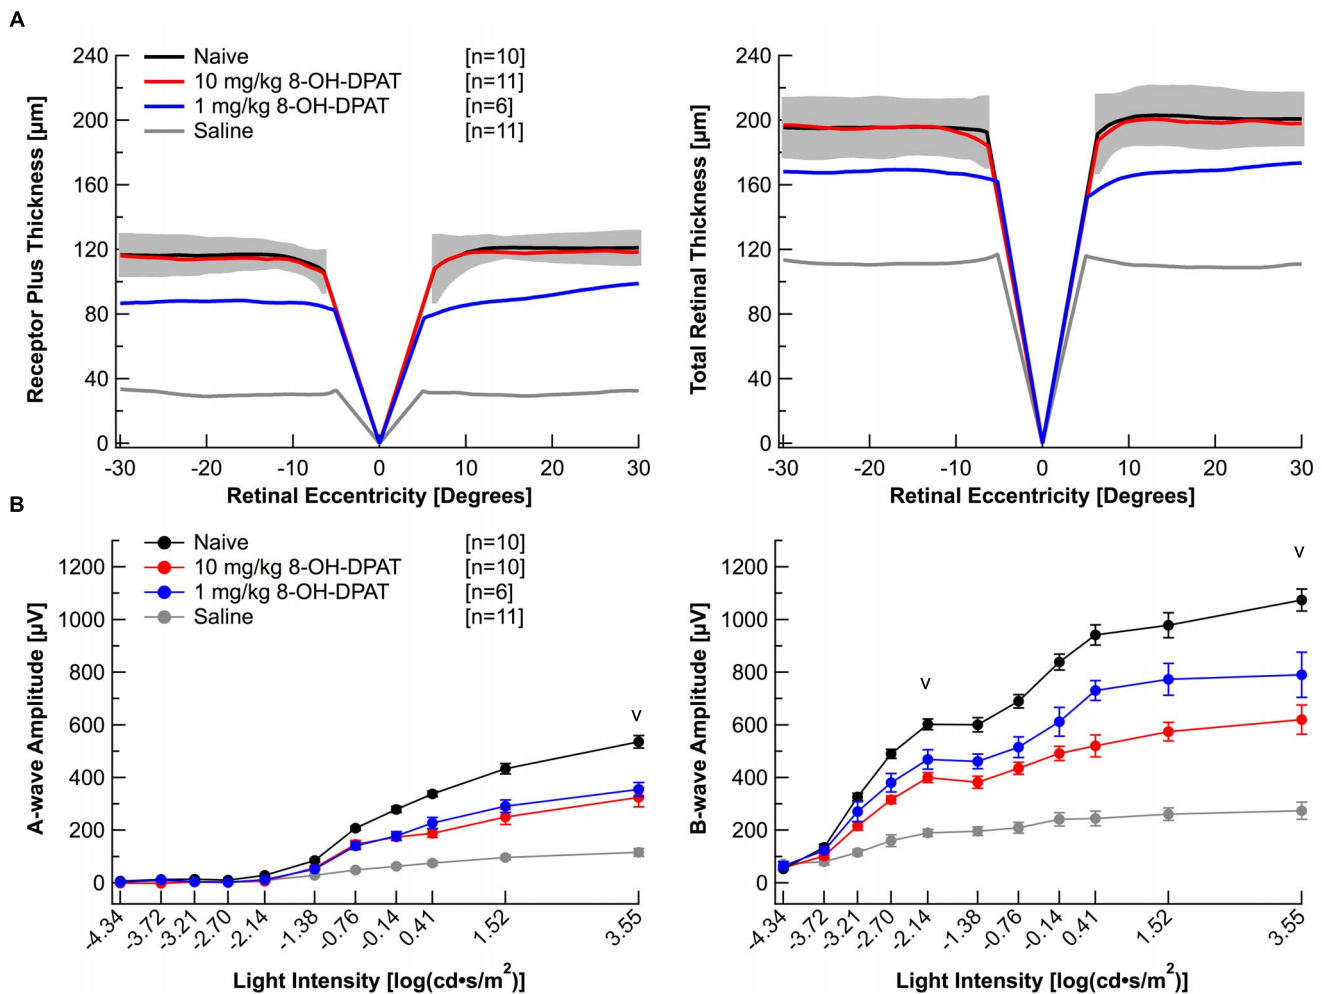 A
Receptor Plus Thickness [µm]
240
200
160
120
80
40
0
Naive [n=10]
10 mg/kg 8-OH-DPAT [n=11]
1 mg/kg 8-OH-DPAT [n=6]
Saline [n=11]
-30 -20 -10 0 10 20 30
Retinal Eccentricity [Degrees]
Total Retinal Thickness [µm]
240
200
160
120
80
40
0
-30 -20 -10 0 10 20 30
Retinal Eccentricity [Degrees]
B
A-wave Amplitude [µV]
1200
1000
800
600
400
200
0
Naive [n=10]
10 mg/kg 8-OH-DPAT [n=10]
1 mg/kg 8-OH-DPAT [n=6]
Saline [n=11]
v
-4.34 -3.72 -3.21 -2.70 -2.14 -1.38 -0.76 -0.14 0.41 1.52 3.55
Light Intensity [log(cd•s/m²)]
B-wave Amplitude [µV]
1200
1000
800
600
400
200
0
v
v
-4.34 -3.72 -3.21 -2.70 -2.14 -1.38 -0.76 -0.14 0.41 1.52 3.55
Light Intensity [log(cd•s/m²)]